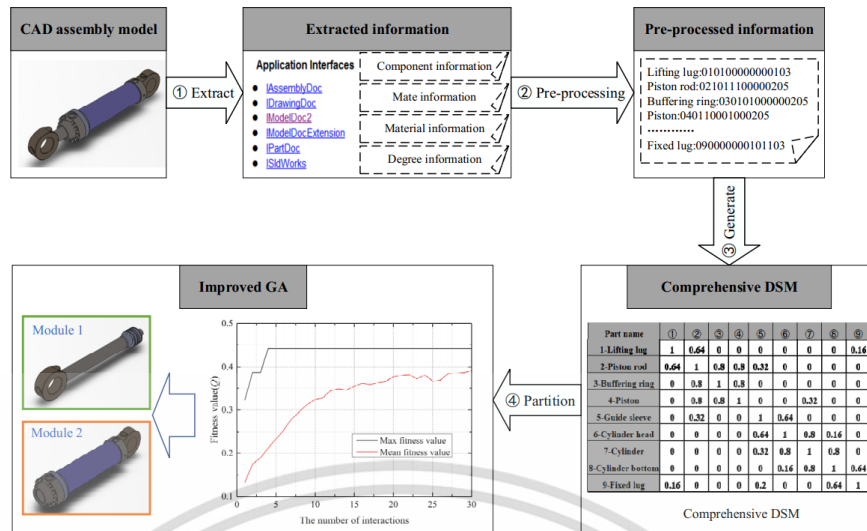 CAD assembly model
① Extract
Extracted information
Application Interfaces
IAssemblyDoc
IDrawingDoc
IModelDoc2
IModelDocExtension
IPartDoc
ISldWorks
Component information
Mate information
Material information
Degree information
② Pre-processing
Pre-processed information
Lifting lug:010100000000103
Piston rod:021011100000205
Buffering ring:030101000000205
Piston:040110001000205
…………
Fixed lug:090000000101103
③ Generate
Comprehensive DSM
Part name ① ② ③ ④ ⑤ ⑥ ⑦ ⑧ ⑨
1-Lifting lug 1 0.64 0 0 0 0 0 0 0.16
2-Piston rod 0.64 1 0.8 0.8 0.32 0 0 0 0
3-Buffering ring 0 0.8 1 0.8 0 0 0 0 0
4-Piston 0 0.8 0.8 1 0 0 0.32 0 0
5-Guide sleeve 0 0.32 0 0 1 0.64 0 0
6-Cylinder head 0 0 0 0 0.64 1 0.8 0.16 0
7-Cylinder 0 0 0 0 0.32 0.8 1 0.8 0
8-Cylinder bottom 0 0 0 0 0 0.16 0.8 1 0.64
9-Fixed lug 0.16 0 0 0 0.2 0 0 0.64 1
Comprehensive DSM
④ Partition
Improved GA
Module 1
Module 2
Fitness value(Q)
0.5
0.4
0.3
0.2
0.1
Max fitness value
Mean fitness value
0 5 10 15 20 25 30
The number of interactions